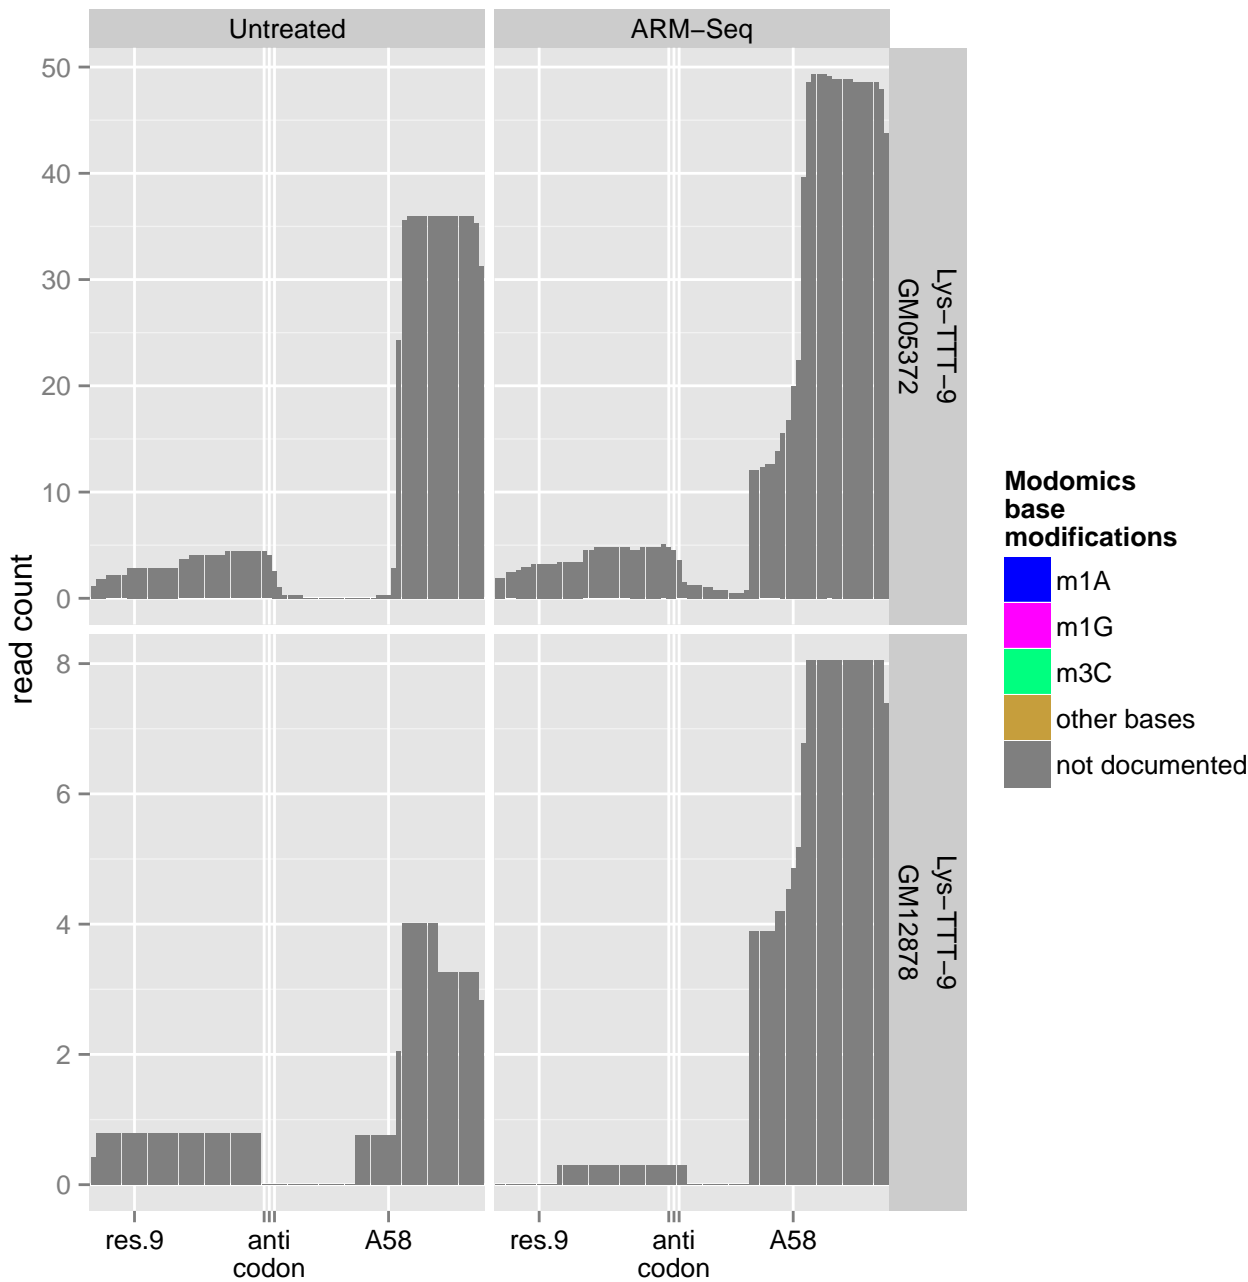 Untreated
ARM−Seq
50
40
30
20
10
0
Lys−TTT−9
GM05372
read count
8
6
4
2
0
Lys−TTT−9
GM12878
res.9
anti
codon
A58
res.9
anti
codon
A58
Modomics
base
modifications
m1A
m1G
m3C
other bases
not documented